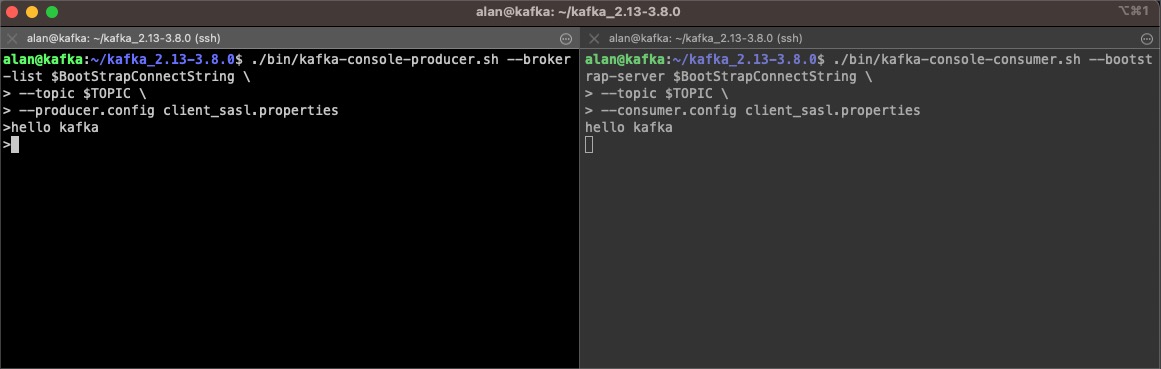 alan@kafka: ~/kafka_2.13-3.8.0
⌥⌘1
alan@kafka: ~/kafka_2.13-3.8.0 (ssh)
alan@kafka:~/kafka_2.13-3.8.0$ ./bin/kafka-console-producer.sh --broker
-list $BootStrapConnectString \
> --topic $TOPIC \
> --producer.config client_sasl.properties
>hello kafka
>
alan@kafka: ~/kafka_2.13-3.8.0 (ssh)
alan@kafka:~/kafka_2.13-3.8.0$ ./bin/kafka-console-consumer.sh --bootst
rap-server $BootStrapConnectString \
> --topic $TOPIC \
> --consumer.config client_sasl.properties
hello kafka